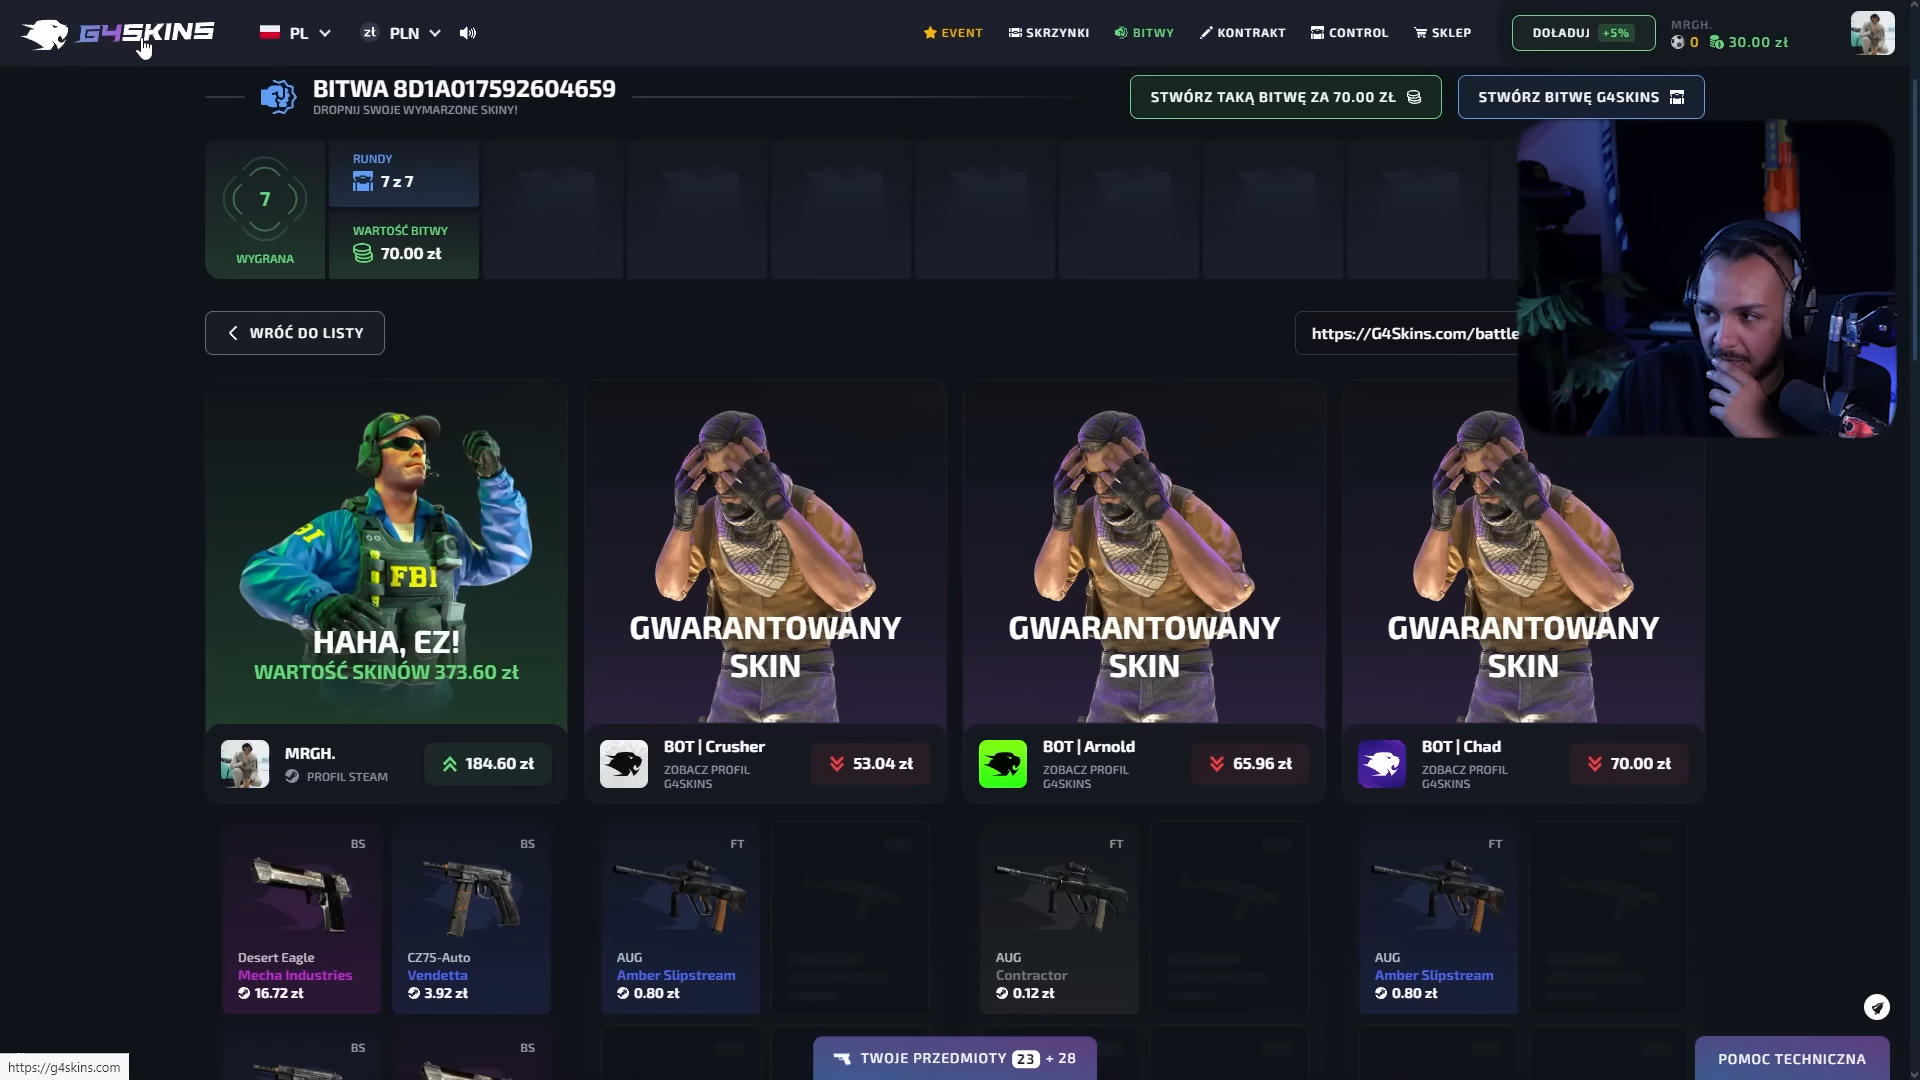 G4SKINS
PL
zł PLN
EVENT
SKRZYNKI
BITWY
KONTRAKT
CONTROL
SKLEP
DOŁADUJ +5%
MRGH.
0 30.00 zł
BITWA 8D1A017592604659
DROPNIJ SWOJE WYMARZONE SKINY!
STWÓRZ TAKĄ BITWĘ ZA 70.00 ZŁ
STWÓRZ BITWĘ G4SKINS
7
WYGRANA
RUNDY
7 z 7
WARTOŚĆ BITWY
70.00 zł
WRÓĆ DO LISTY
https://G4Skins.com/battle
FBI
HAHA, EZ!
WARTOŚĆ SKINÓW 373.60 zł
GWARANTOWANY
SKIN
GWARANTOWANY
SKIN
GWARANTOWANY
SKIN
MRGH.
PROFIL STEAM
184.60 zł
BOT | Crusher
ZOBACZ PROFIL
G4SKINS
53.04 zł
BOT | Arnold
ZOBACZ PROFIL
G4SKINS
65.96 zł
BOT | Chad
ZOBACZ PROFIL
G4SKINS
70.00 zł
BS
Desert Eagle
Mecha Industries
16.72 zł
BS
CZ75-Auto
Vendetta
3.92 zł
FT
AUG
Amber Slipstream
0.80 zł
FT
AUG
Contractor
0.12 zł
FT
AUG
Amber Slipstream
0.80 zł
BS
BS
TWOJE PRZEDMIOTY 23 + 28
POMOC TECHNICZNA
https://g4skins.com